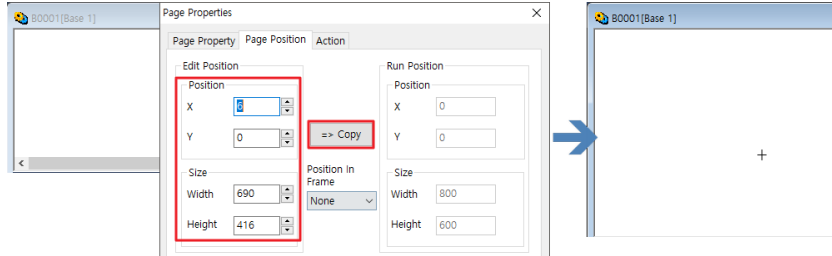 B0001[Base 1]
Page Properties
Page Property Page Position Action
Edit Position
Position
X 6
Y 0
Size
Width 690
Height 416
=> Copy
Position In
Frame
None
Run Position
Position
X 0
Y 0
Size
Width 800
Height 600
B0001[Base 1]